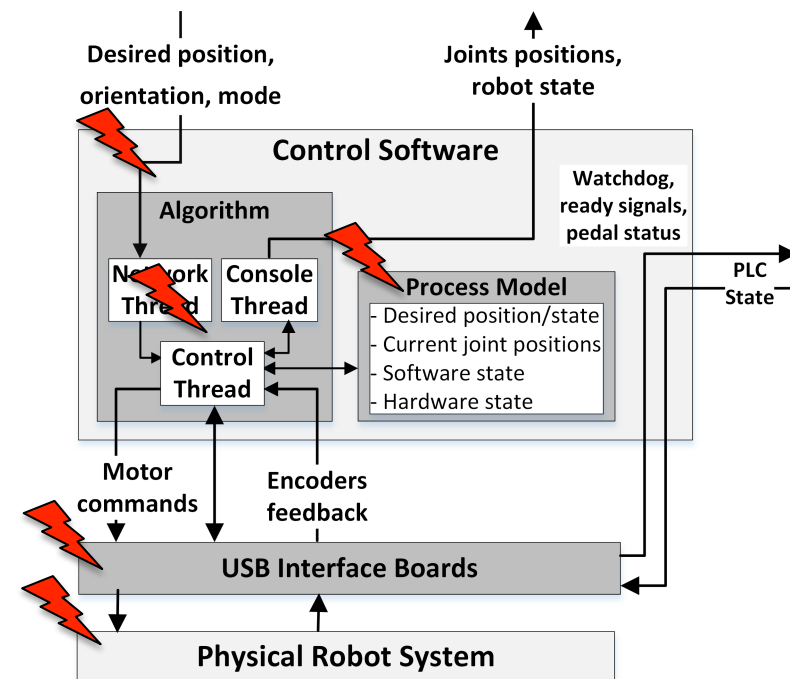 Desired position,
orientation, mode
Joints positions,
robot state
Control Software
Watchdog,
ready signals,
pedal status
PLC
State
Algorithm
Network
Thread
Console
Thread
Control
Thread
Process Model
- Desired position/state
- Current joint positions
- Software state
- Hardware state
Motor
commands
Encoders
feedback
USB Interface Boards
Physical Robot System